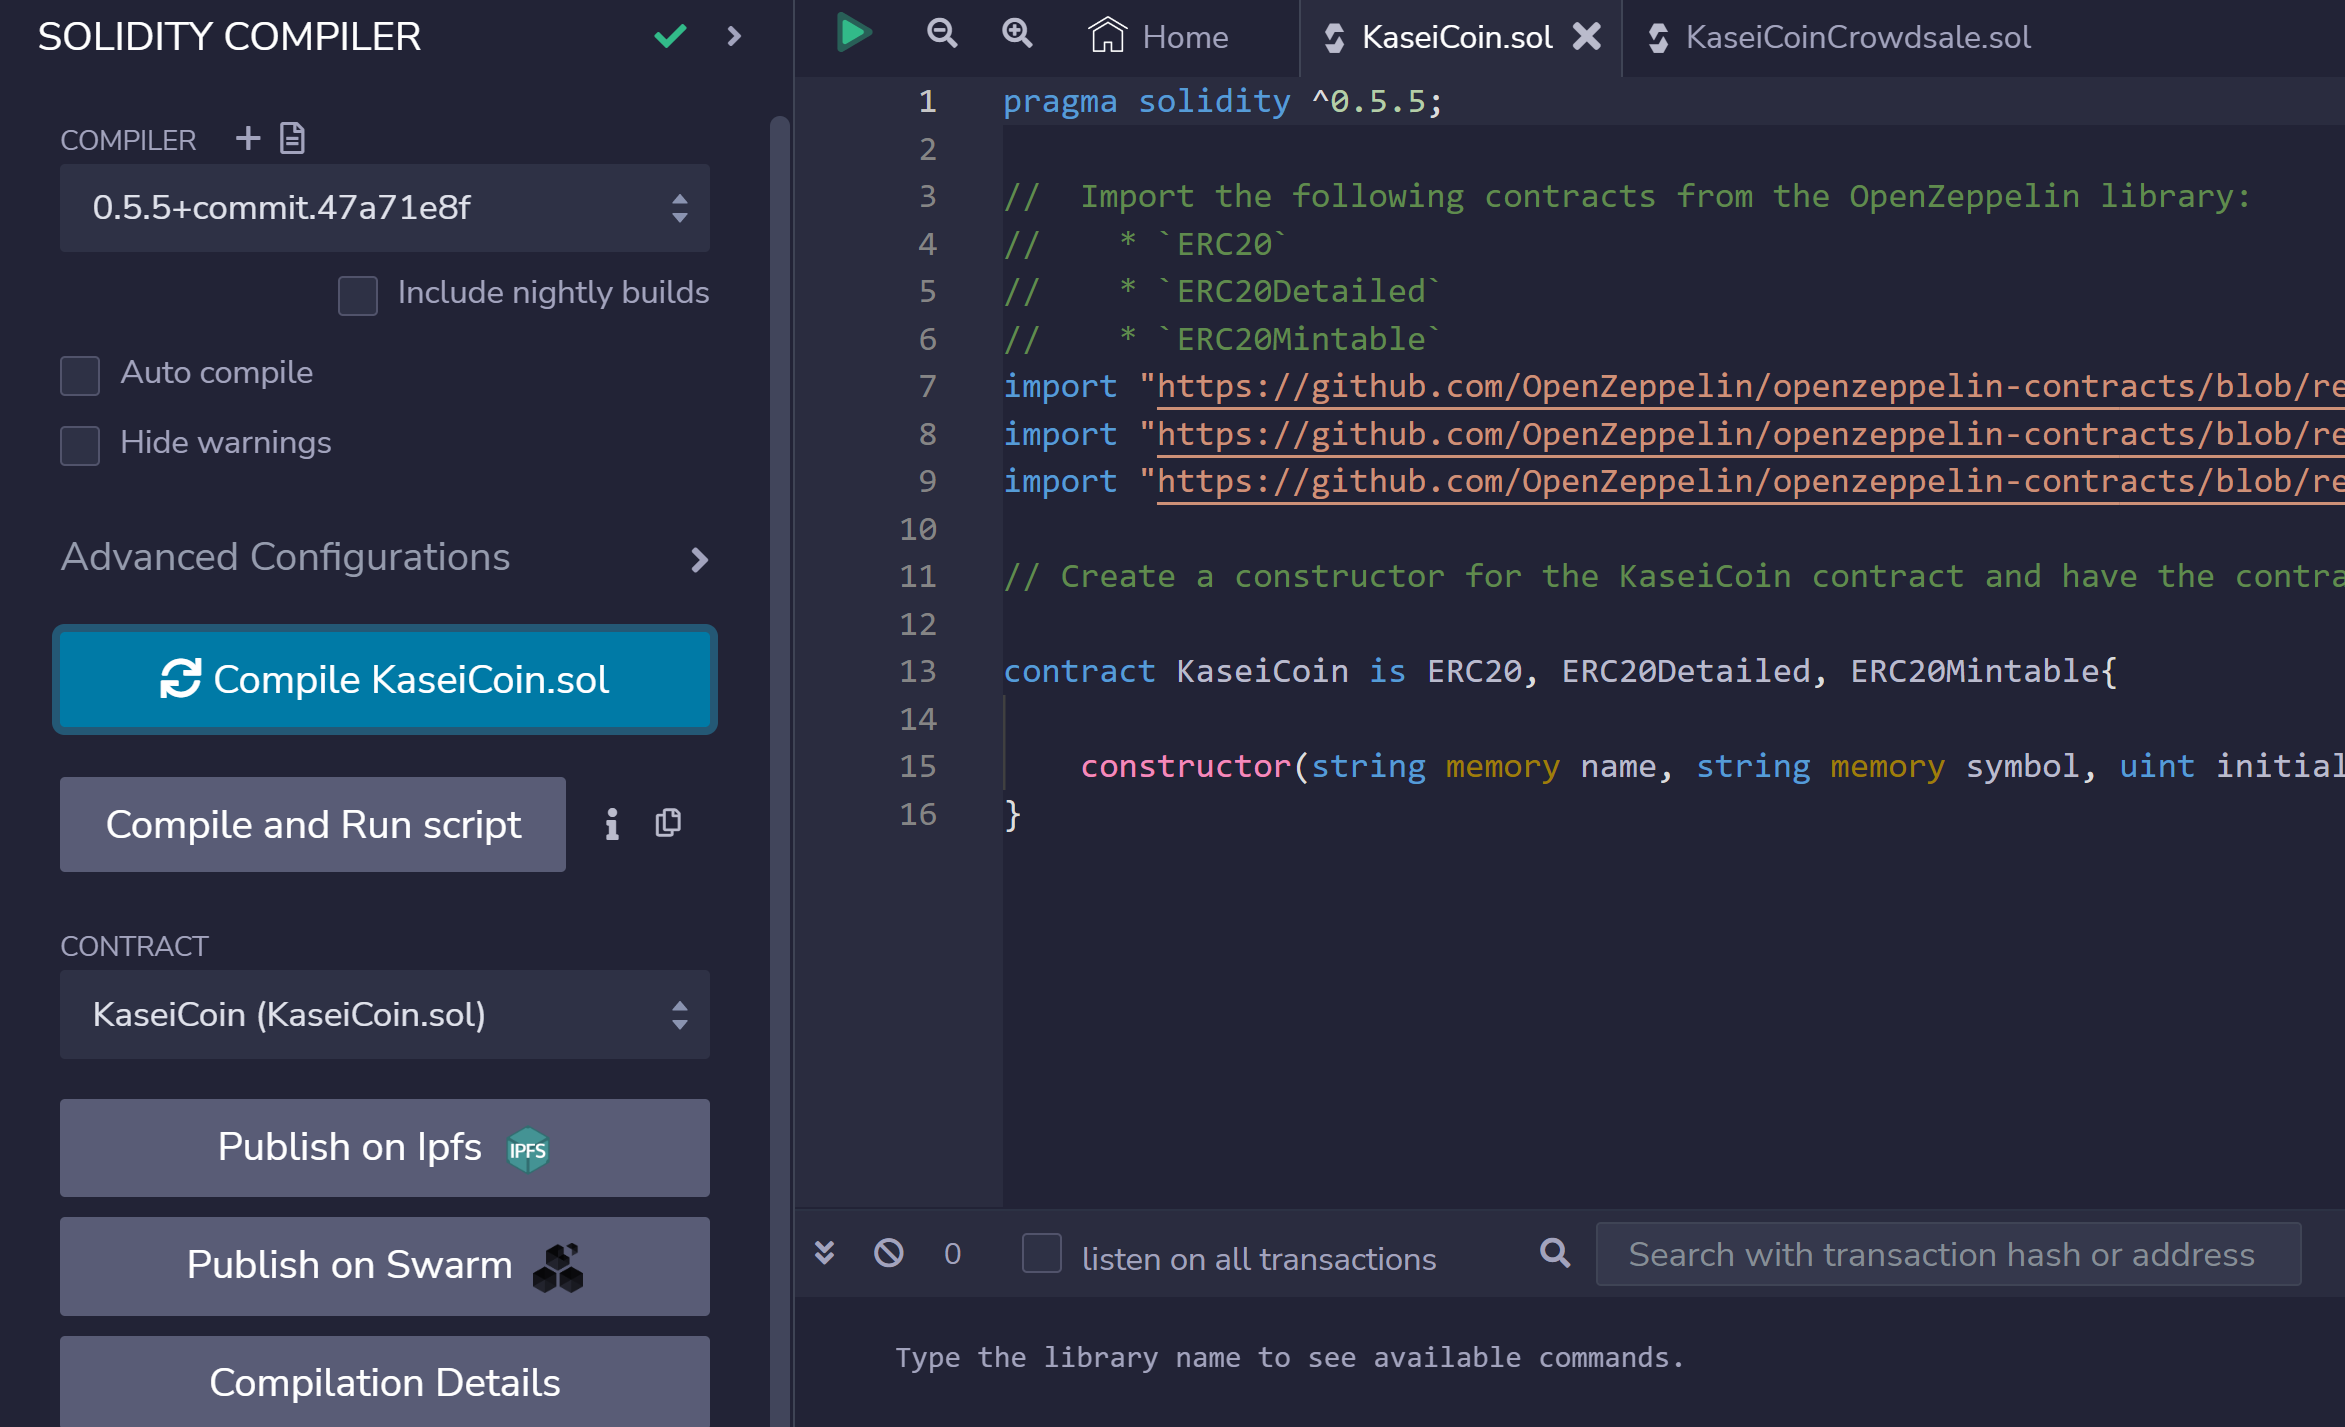 SOLIDITY COMPILER
COMPILER
0.5.5+commit.47a71e8f
Include nightly builds
Auto compile
Hide warnings
Advanced Configurations
Compile KaseiCoin.sol
Compile and Run script
CONTRACT
KaseiCoin (KaseiCoin.sol)
Publish on Ipfs IPFS
Publish on Swarm
Compilation Details
Home KaseiCoin.sol KaseiCoinCrowdsale.sol
1 pragma solidity ^0.5.5;
2
3 //  Import the following contracts from the OpenZeppelin library:
4 //    * `ERC20`
5 //    * `ERC20Detailed`
6 //    * `ERC20Mintable`
7 import "https://github.com/OpenZeppelin/openzeppelin-contracts/blob/re
8 import "https://github.com/OpenZeppelin/openzeppelin-contracts/blob/re
9 import "https://github.com/OpenZeppelin/openzeppelin-contracts/blob/re
10
11 // Create a constructor for the KaseiCoin contract and have the contra
12
13 contract KaseiCoin is ERC20, ERC20Detailed, ERC20Mintable{
14
15     constructor(string memory name, string memory symbol, uint initial
16 }
0 listen on all transactions Search with transaction hash or address
Type the library name to see available commands.